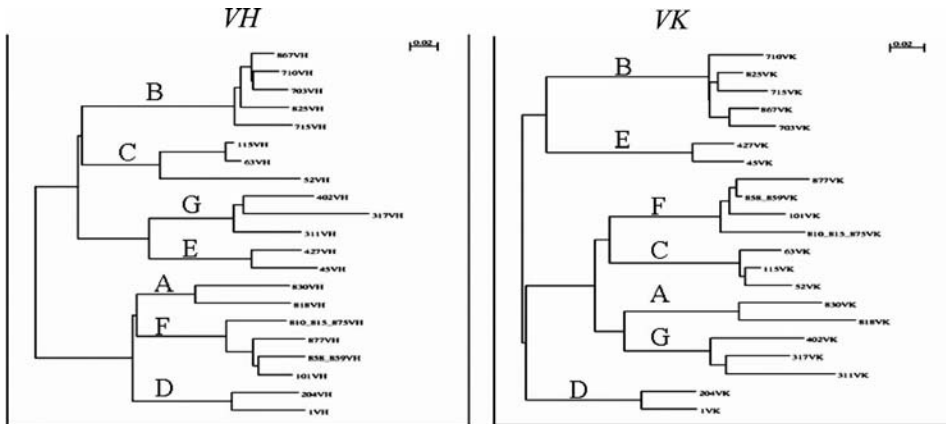 VH
0.02
867VH
710VH
703VH
B
825VH
715VH
115VH
C
63VH
52VH
402VH
G
317VH
311VH
427VH
E
45VH
A
830VH
818VH
810_815_875VH
F
877VH
858_859VH
101VH
D
204VH
1VH
VK
0.02
710VK
B
825VK
715VK
867VK
703VK
427VK
E
45VK
877VK
858_859VK
F
101VK
810_815_875VK
63VK
C
115VK
52VK
A
830VK
818VK
402VK
G
317VK
311VK
D
204VK
1VK